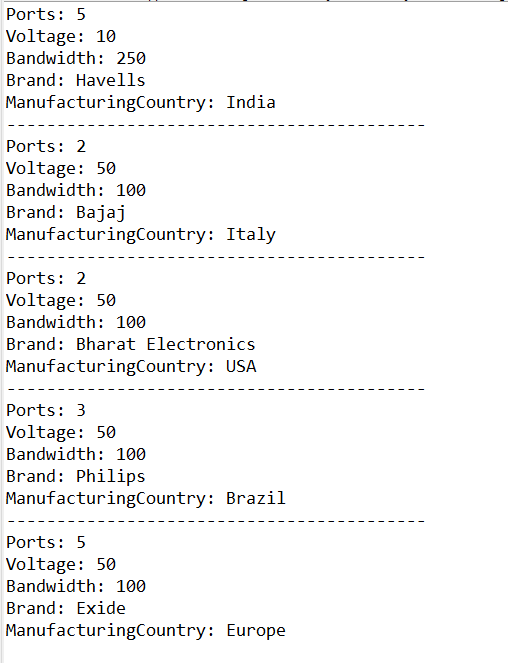 Ports: 5
Voltage: 10
Bandwidth: 250
Brand: Havells
ManufacturingCountry: India
------------------------------------------
Ports: 2
Voltage: 50
Bandwidth: 100
Brand: Bajaj
ManufacturingCountry: Italy
------------------------------------------
Ports: 2
Voltage: 50
Bandwidth: 100
Brand: Bharat Electronics
ManufacturingCountry: USA
------------------------------------------
Ports: 3
Voltage: 50
Bandwidth: 100
Brand: Philips
ManufacturingCountry: Brazil
------------------------------------------
Ports: 5
Voltage: 50
Bandwidth: 100
Brand: Exide
ManufacturingCountry: Europe